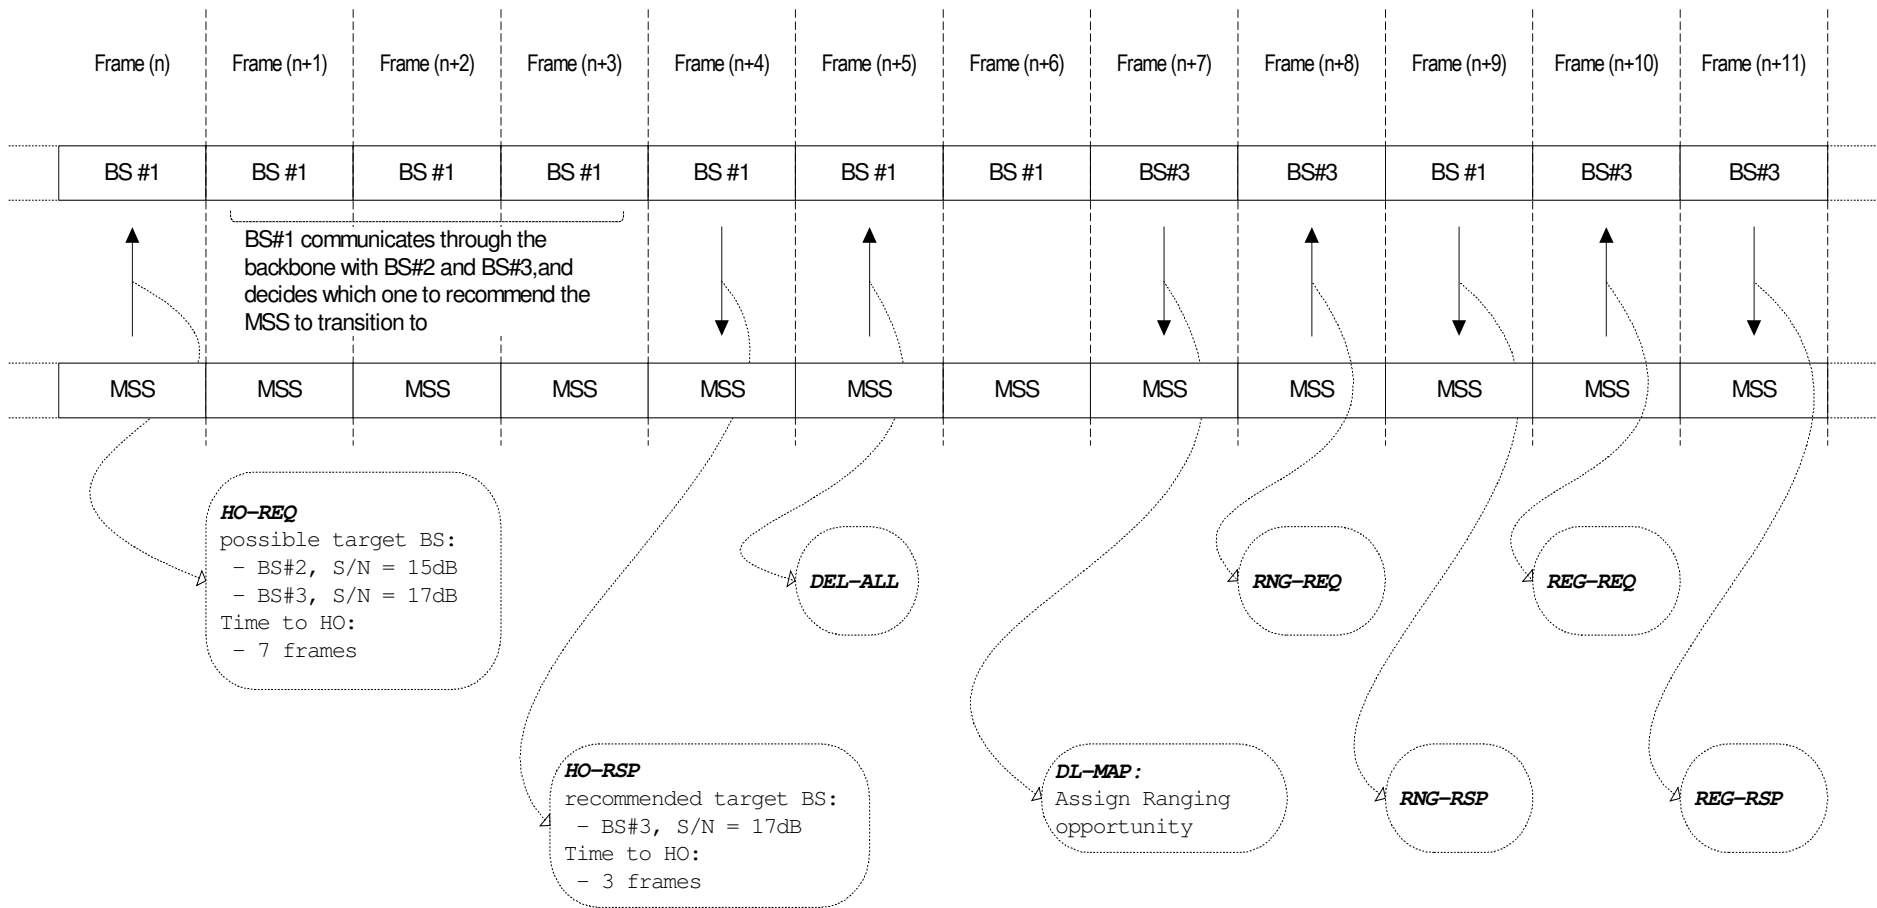 Frame (n) Frame (n+1) Frame (n+2) Frame (n+3) Frame (n+4) Frame (n+5) Frame (n+6) Frame (n+7) Frame (n+8) Frame (n+9) Frame (n+10) Frame (n+11)
BS #1 BS #1 BS #1 BS #1 BS #1 BS #1 BS #1 BS#3 BS#3 BS #1 BS#3 BS#3
BS#1 communicates through the
backbone with BS#2 and BS#3,and
decides which one to recommend the
MSS to transition to
MSS MSS MSS MSS MSS MSS MSS MSS MSS MSS MSS MSS
HO-REQ
possible target BS:
- BS#2, S/N = 15dB
- BS#3, S/N = 17dB
Time to HO:
- 7 frames
DEL-ALL
RNG-REQ
REG-REQ
HO-RSP
recommended target BS:
- BS#3, S/N = 17dB
Time to HO:
- 3 frames
DL-MAP:
Assign Ranging
opportunity
RNG-RSP
REG-RSP